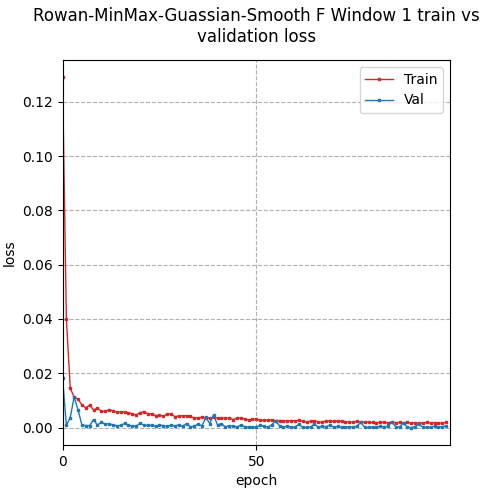 Rowan-MinMax-Guassian-Smooth F Window 1 train vs
validation loss
Train
Val
0.12
0.10
0.08
0.06
0.04
0.02
0.00
loss
0
50
epoch